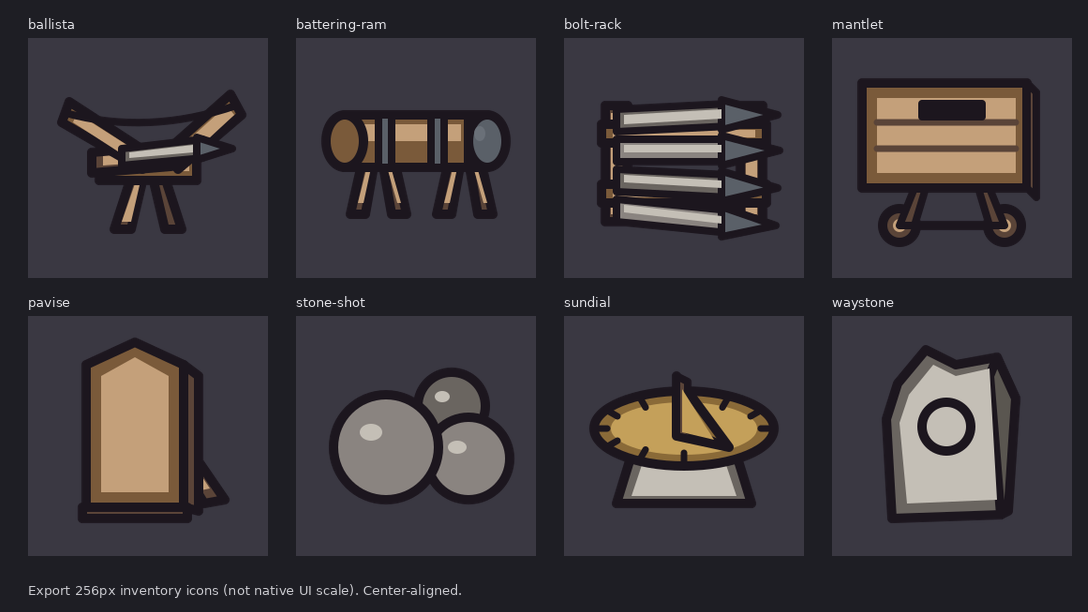 ballista
battering-ram
bolt-rack
mantlet
pavise
stone-shot
sundial
waystone
Export 256px inventory icons (not native UI scale). Center-aligned.